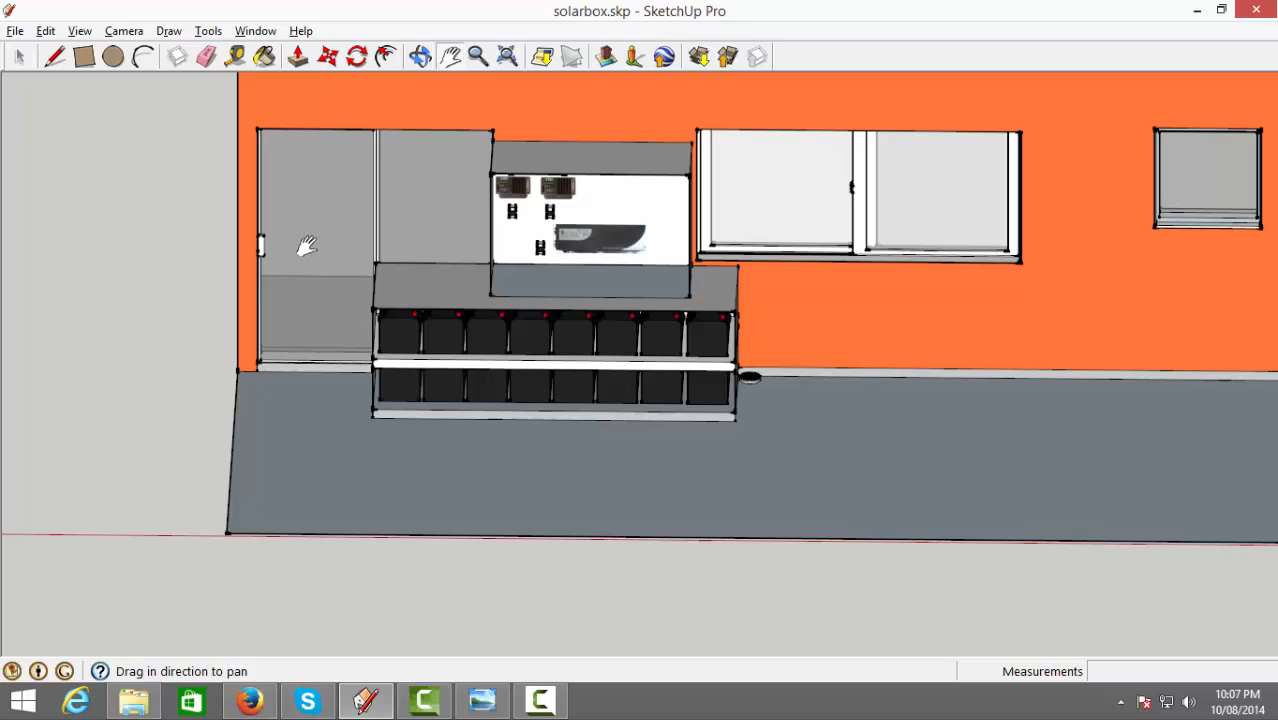 solarbox.skp - SketchUp Pro
File Edit View Camera Draw Tools Window Help
Drag in direction to pan
Measurements
10:07 PM
10/08/2014